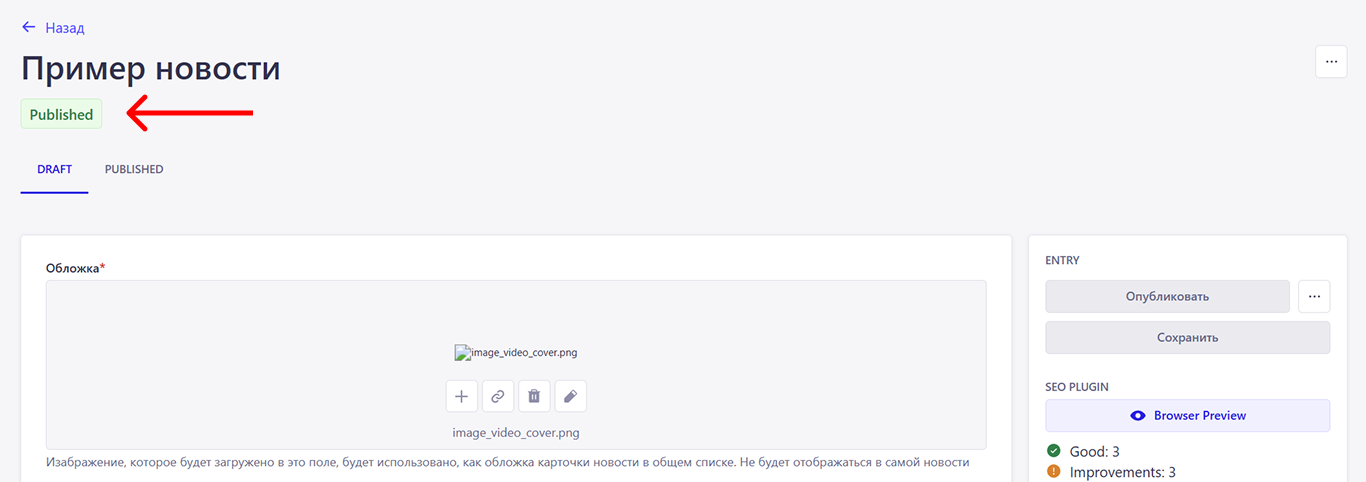 Назад
Пример новости
Published
DRAFT PUBLISHED
Обложка*
image_video_cover.png
image_video_cover.png
Изабражение, которое будет загружено в это поле, будет использовано, как обложка карточки новости в общем списке. Не будет отображаться в самой новости
ENTRY
Опубликовать
Сохранить
SEO PLUGIN
Browser Preview
Good: 3
Improvements: 3